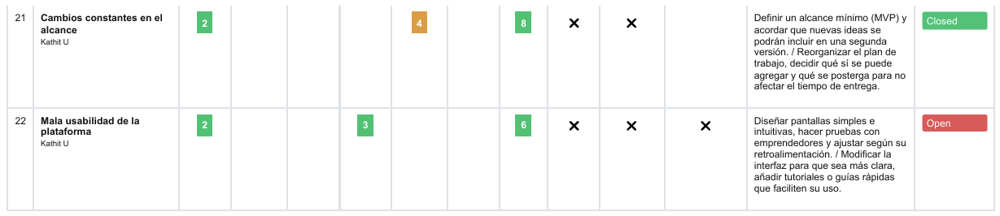 21
Cambios constantes en el
alcance
Kathit U
2
4
8
Definir un alcance mínimo (MVP) y
acordar que nuevas ideas se
podrán incluir en una segunda
versión. / Reorganizar el plan de
trabajo, decidir qué sí se puede
agregar y qué se posterga para no
afectar el tiempo de entrega.
Closed
22
Mala usabilidad de la
plataforma
Kathit U
2
3
6
Diseñar pantallas simples e
intuitivas, hacer pruebas con
emprendedores y ajustar según su
retroalimentación. / Modificar la
interfaz para que sea más clara,
añadir tutoriales o guías rápidas
que faciliten su uso.
Open